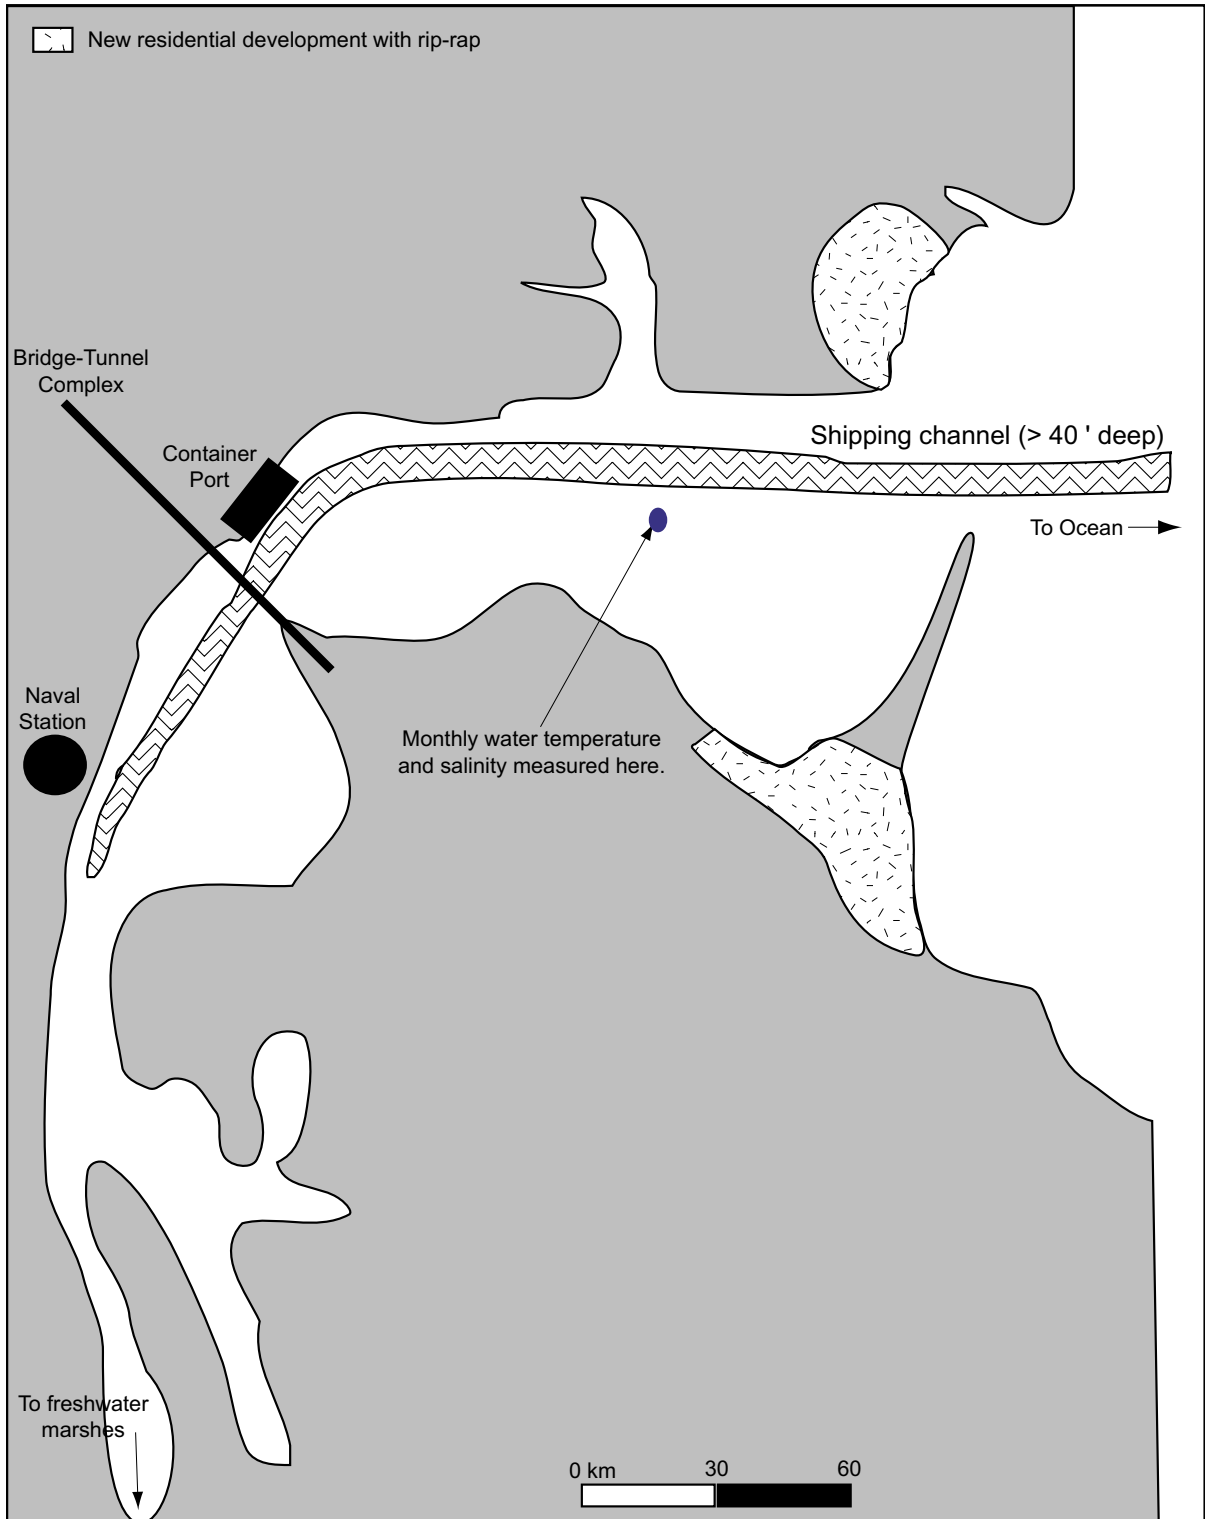 New residential development with rip-rap
Bridge-Tunnel
Complex
Container
Port
Shipping channel (> 40 ' deep)
To Ocean
Naval
Station
Monthly water temperature
and salinity measured here.
To freshwater
marshes
0 km 30 60